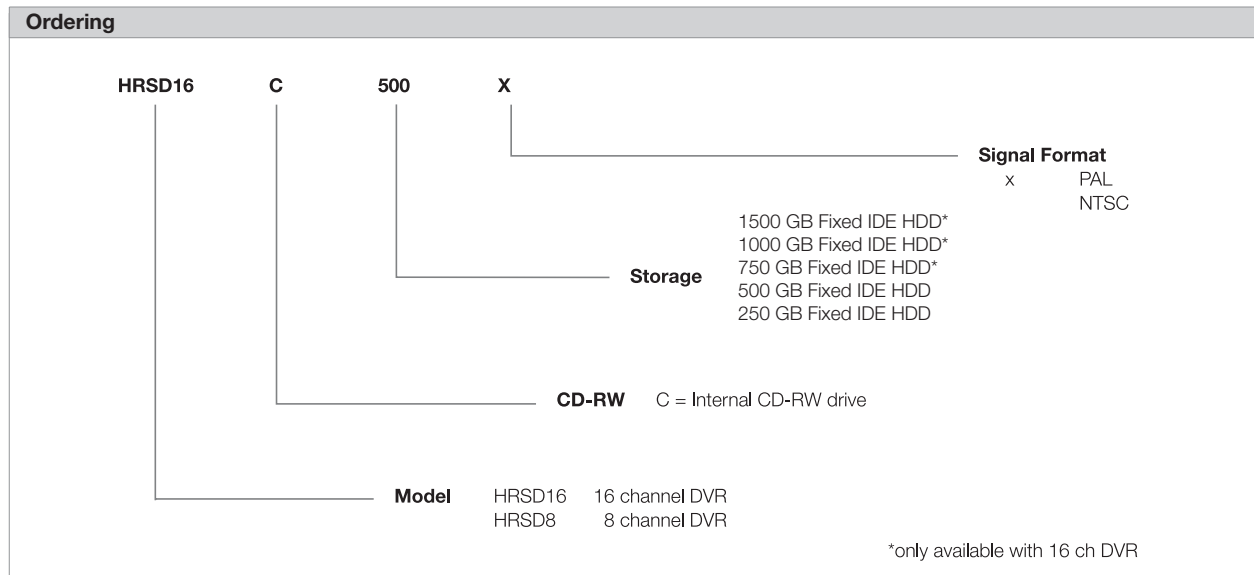 Ordering
HRSD16 C 500 X
Signal Format
x PAL
NTSC
1500 GB Fixed IDE HDD*
1000 GB Fixed IDE HDD*
Storage 750 GB Fixed IDE HDD*
500 GB Fixed IDE HDD
250 GB Fixed IDE HDD
CD-RW C = Internal CD-RW drive
Model HRSD16 16 channel DVR
HRSD8 8 channel DVR
*only available with 16 ch DVR